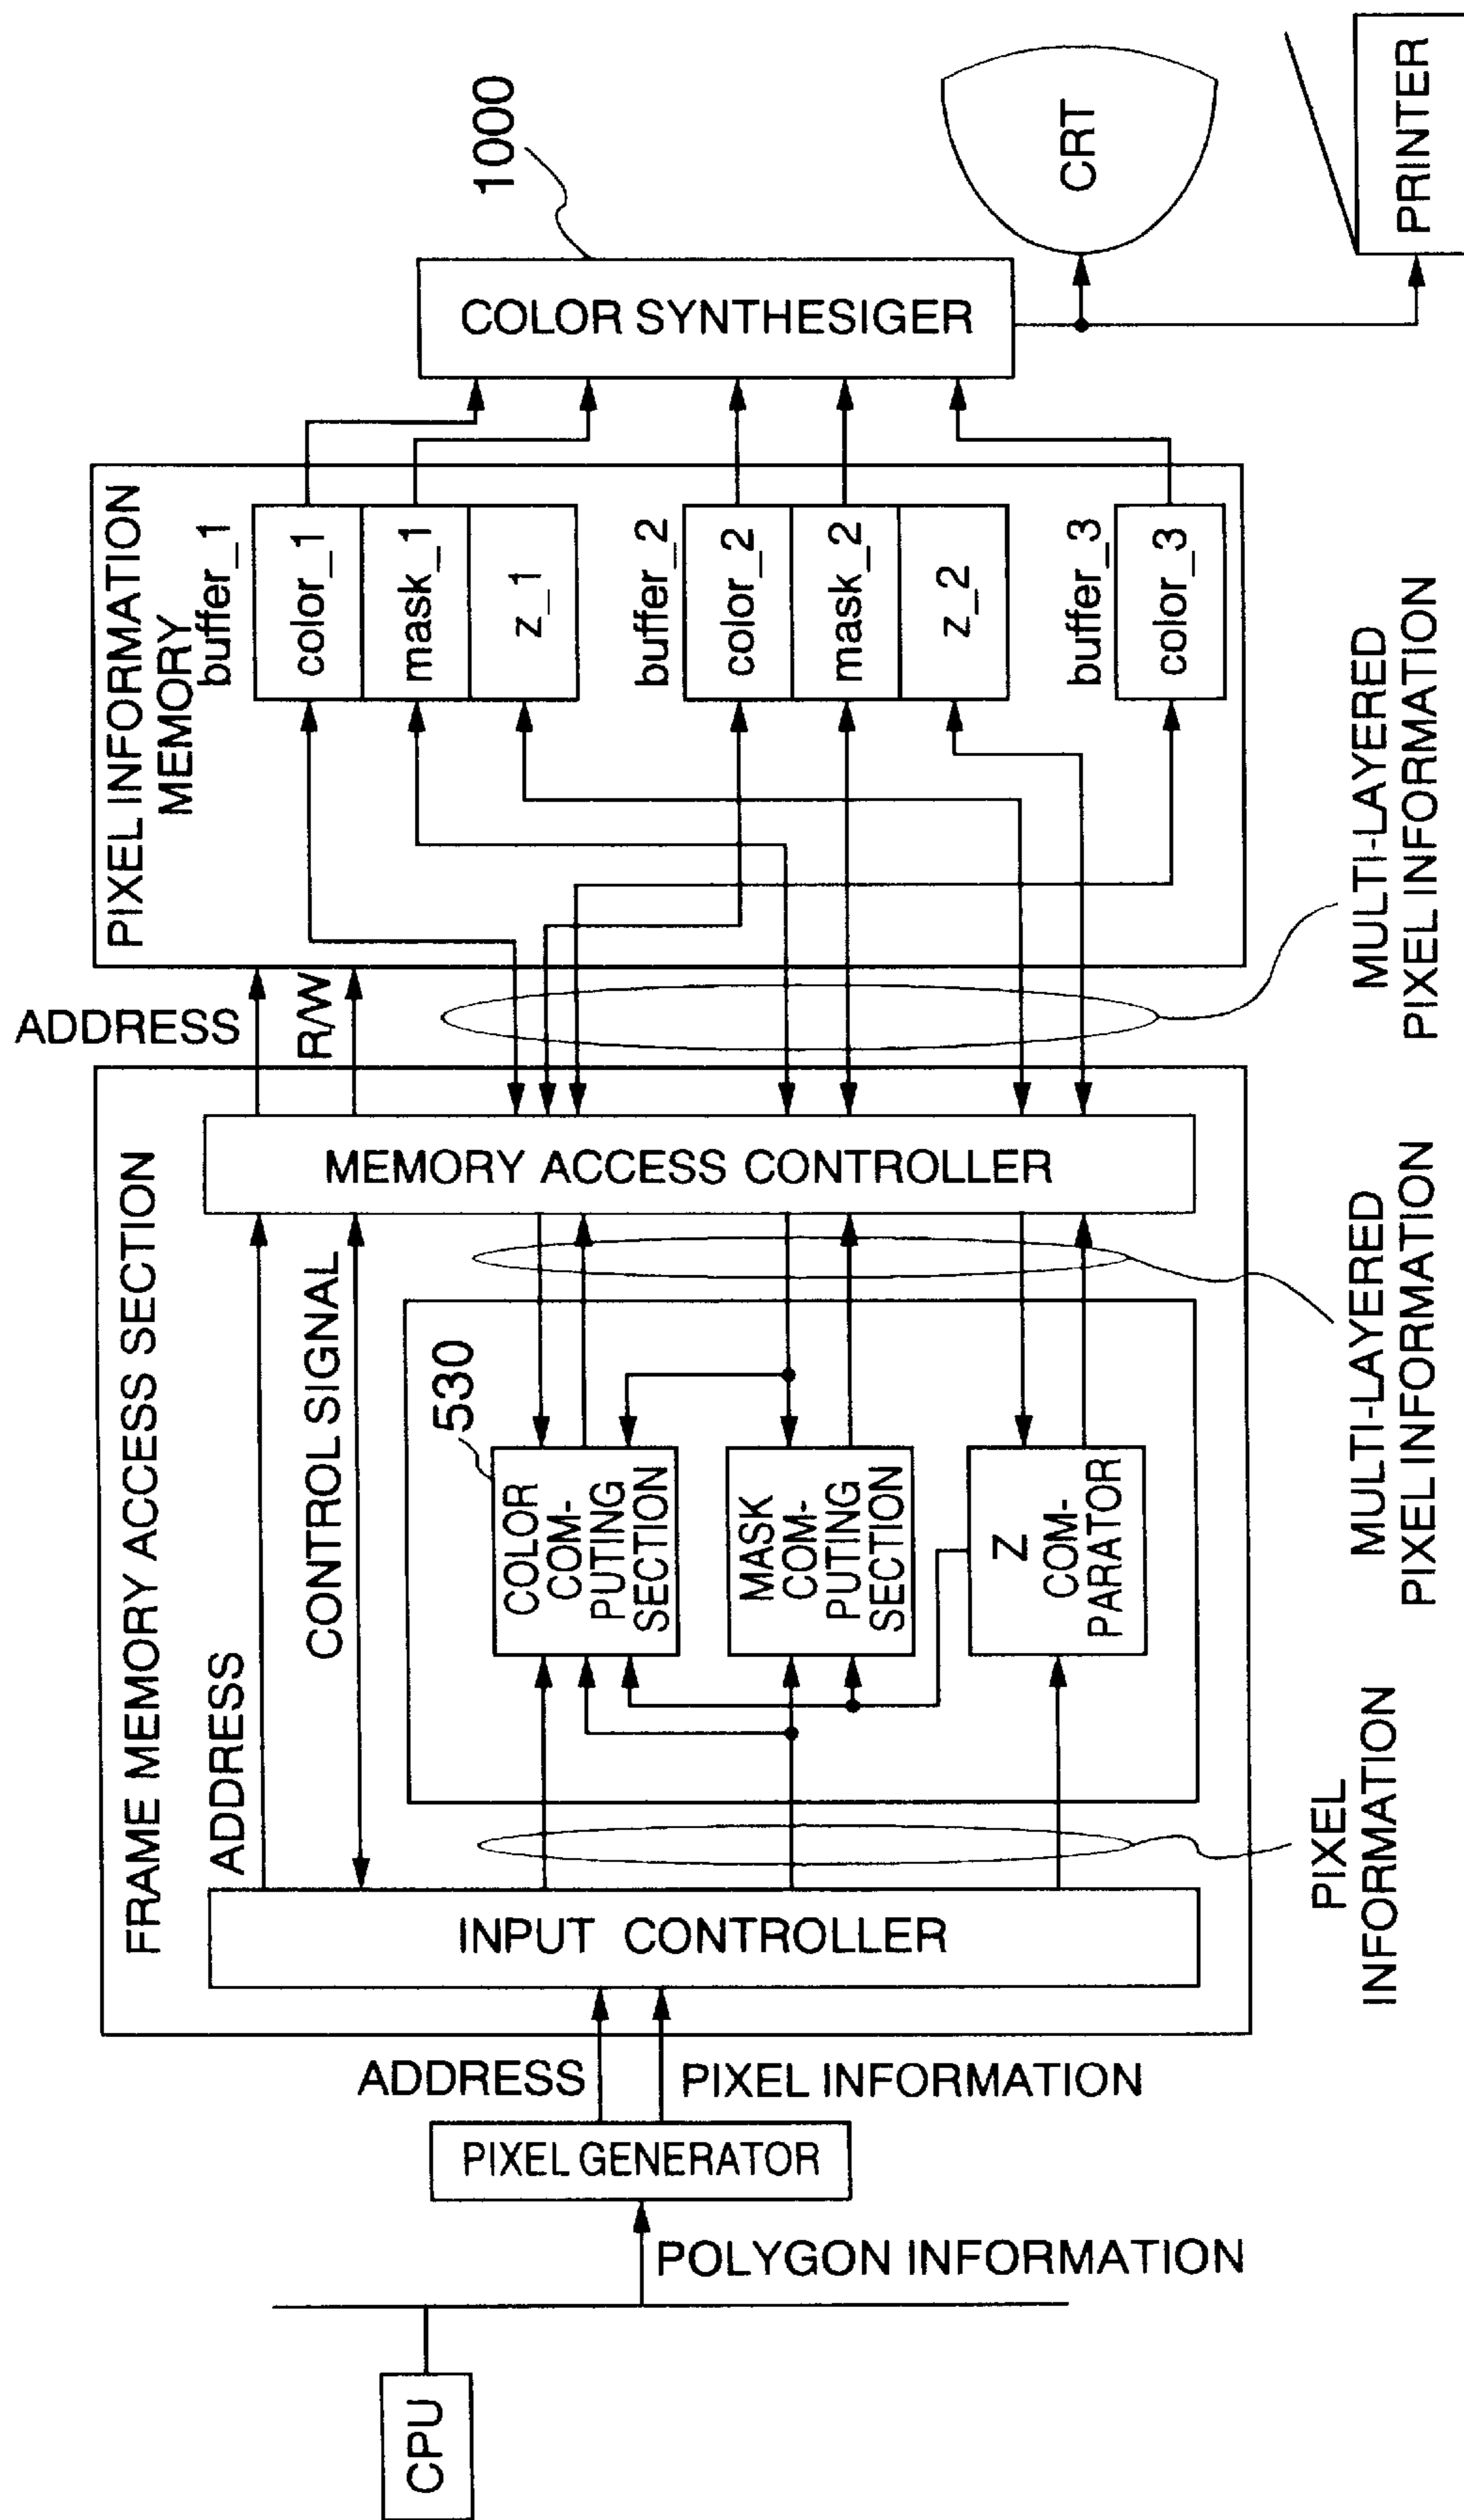 CPU
POLYGON INFORMATION
PIXEL GENERATOR
ADDRESS
PIXEL INFORMATION
FRAME MEMORY ACCESS SECTION
INPUT CONTROLLER
ADDRESS
CONTROL SIGNAL
PIXEL
INFORMATION
530
COLOR
COM-
PUTING
SECTION
MASK
COM-
PUTING
SECTION
Z
COM-
PARATOR
MULTI-LAYERED
PIXEL INFORMATION
MEMORY ACCESS CONTROLLER
ADDRESS
R/W
MULTI-LAYERED
PIXEL INFORMATION
PIXEL INFORMATION
MEMORY
buffer_1
color_1
mask_1
z_1
buffer_2
color_2
mask_2
z_2
buffer_3
color_3
COLOR SYNTHESIGER
1000
CRT
PRINTER